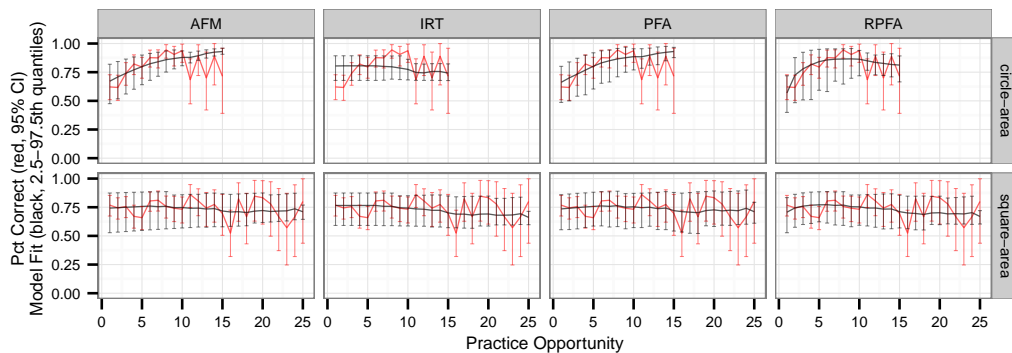 AFM IRT PFA RPFA
Pct Correct (red, 95% CI)
Model Fit (black, 2.5−97.5th quantiles)
1.00
0.75
0.50
0.25
0.00
circle−area
1.00
0.75
0.50
0.25
0.00
square−area
0 5 10 15 20 25 0 5 10 15 20 25 0 5 10 15 20 25 0 5 10 15 20 25
Practice Opportunity